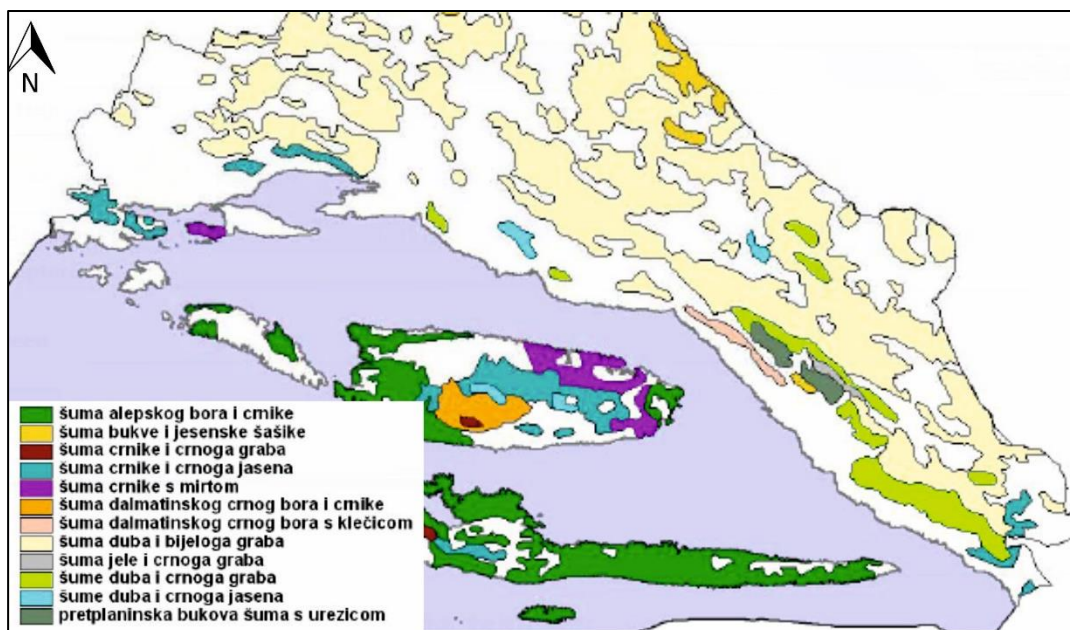 N
šuma alepskog bora i crnike
šuma bukve i jesenske šašike
šuma crnike i crnoga graba
šuma crnike i crnoga jasena
šuma crnike s mirtom
šuma dalmatinskog crnog bora i crnike
šuma dalmatinskog crnog bora s klečicom
šuma duba i bijeloga graba
šuma jele i crnoga graba
šume duba i crnoga graba
šume duba i crnoga jasena
pretplaninska bukova šuma s urezicom